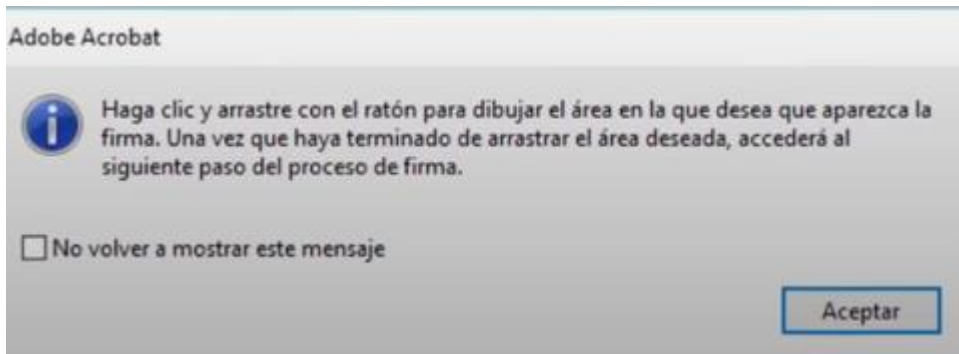 Adobe Acrobat
Haga clic y arrastre con el ratón para dibujar el área en la que desea que aparezca la
firma. Una vez que haya terminado de arrastrar el área deseada, accederá al
siguiente paso del proceso de firma.
No volver a mostrar este mensaje
Aceptar